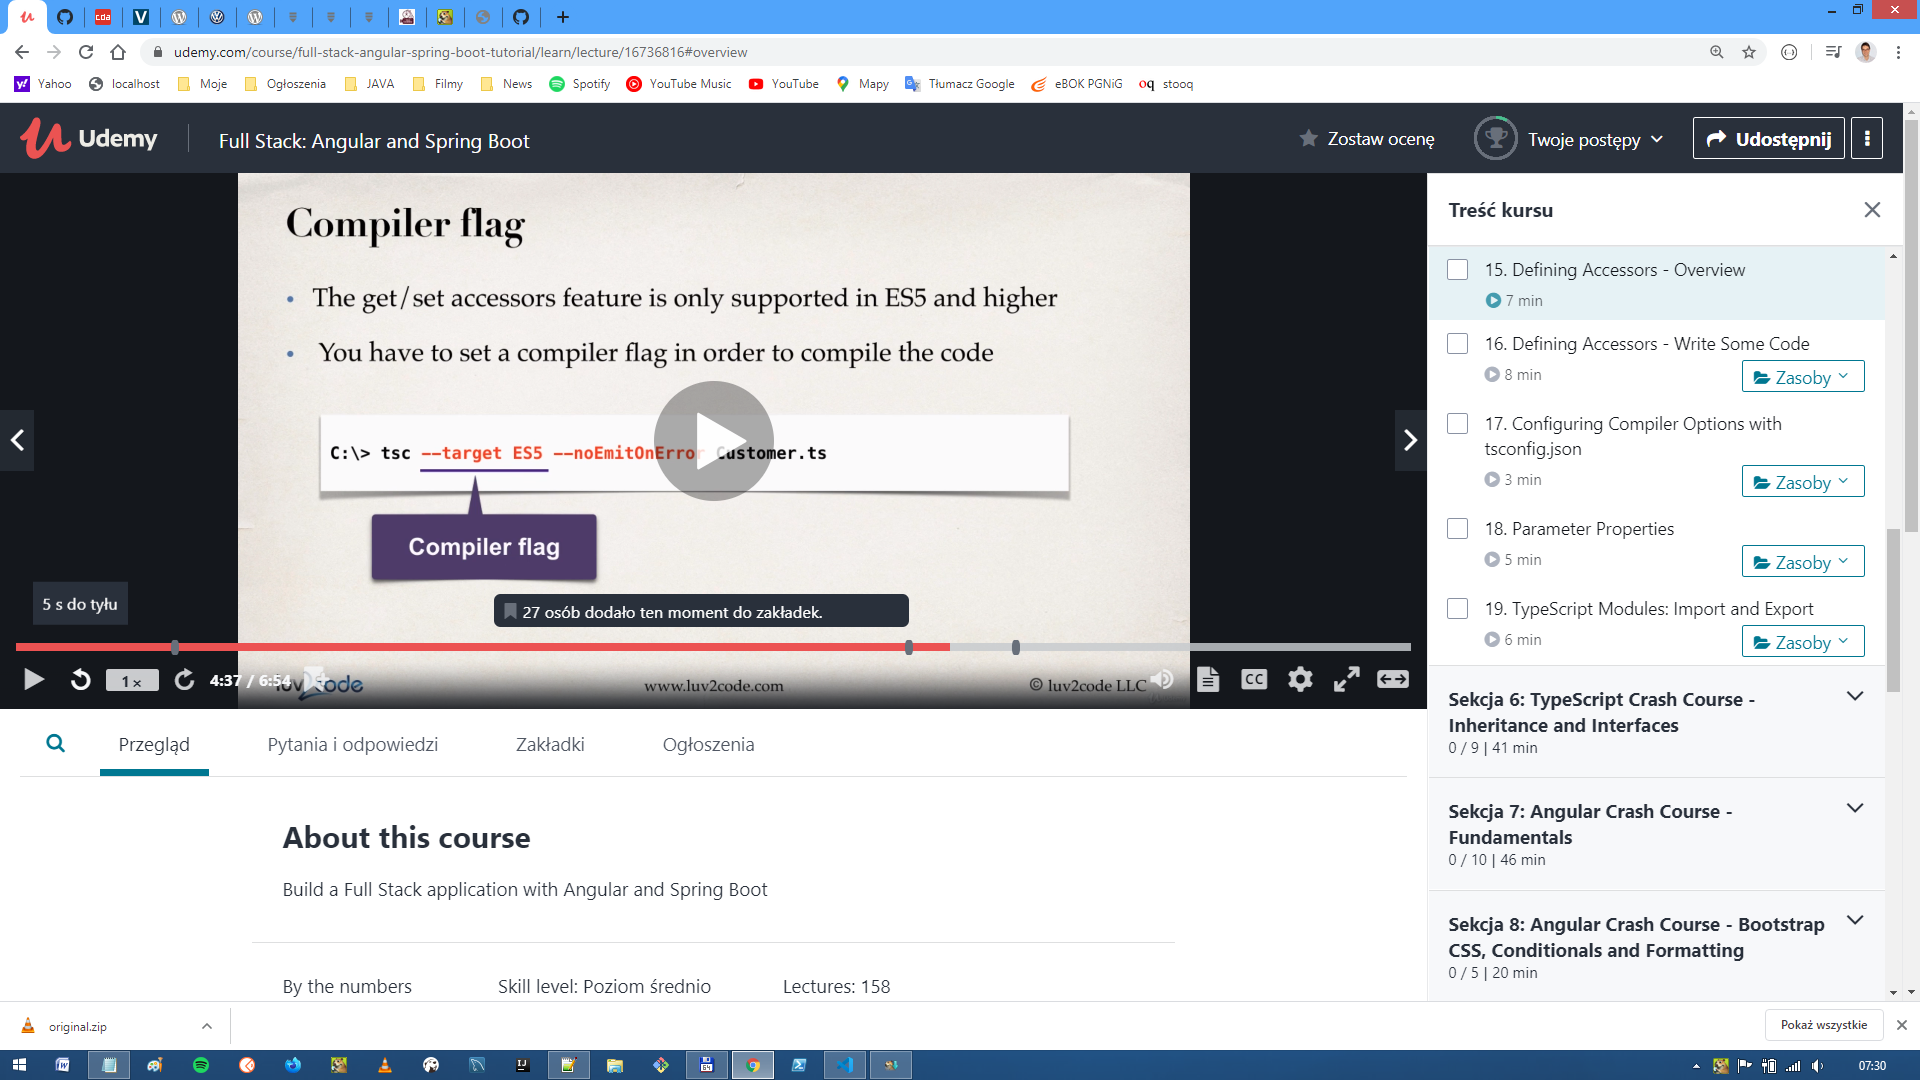 cda
V
udemy.com/course/full-stack-angular-spring-boot-tutorial/learn/lecture/16736816#overview
Yahoo
localhost
Moje
Ogłoszenia
JAVA
Filmy
News
Spotify
YouTube Music
YouTube
Mapy
Tłumacz Google
eBOK PGNiG
oq stooq
Udemy
Full Stack: Angular and Spring Boot
Zostaw ocenę
Twoje postępy
Udostępnij
Compiler flag
• The get/set accessors feature is only supported in ES5 and higher
• You have to set a compiler flag in order to compile the code
C:\> tsc --target ES5 --noEmitOnError Customer.ts
Compiler flag
5 s do tyłu
27 osób dodało ten moment do zakładek.
1×
4:37 / 6:54
luv2code
www.luv2code.com
© luv2code LLC
CC
Treść kursu
15. Defining Accessors - Overview
7 min
16. Defining Accessors - Write Some Code
8 min
Zasoby
17. Configuring Compiler Options with
tsconfig.json
3 min
Zasoby
18. Parameter Properties
5 min
Zasoby
19. TypeScript Modules: Import and Export
6 min
Zasoby
Sekcja 6: TypeScript Crash Course -
Inheritance and Interfaces
0 / 9 | 41 min
Sekcja 7: Angular Crash Course -
Fundamentals
0 / 10 | 46 min
Sekcja 8: Angular Crash Course - Bootstrap
CSS, Conditionals and Formatting
0 / 5 | 20 min
Przegląd
Pytania i odpowiedzi
Zakładki
Ogłoszenia
About this course
Build a Full Stack application with Angular and Spring Boot
By the numbers
Skill level: Poziom średnio
Lectures: 158
original.zip
Pokaż wszystkie
07:30